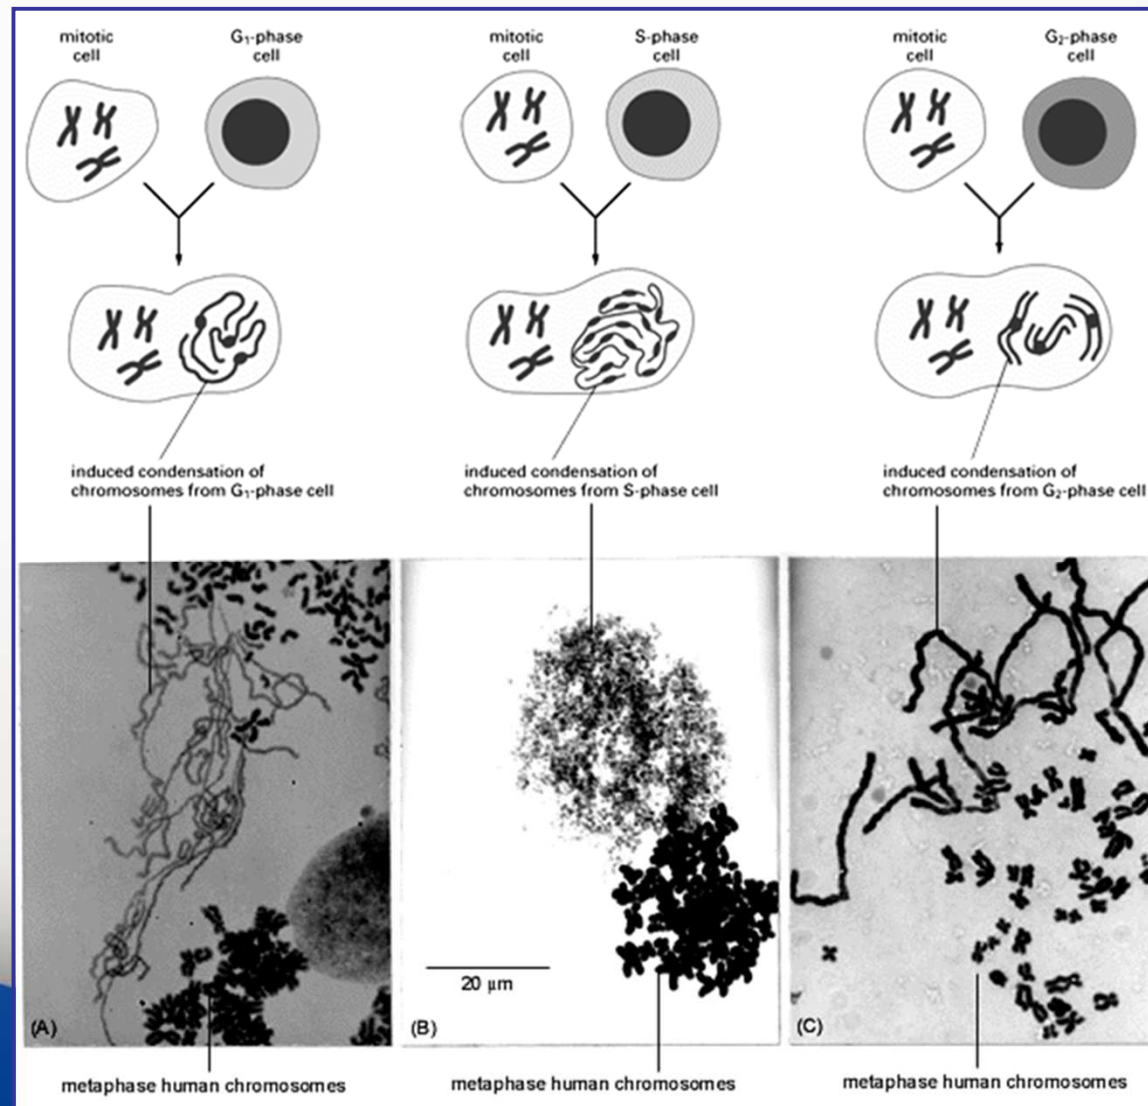 mitotic
cell
G₁-phase
cell
mitotic
cell
S-phase
cell
mitotic
cell
G₂-phase
cell
induced condensation of
chromosomes from G₁-phase cell
induced condensation of
chromosomes from S-phase cell
induced condensation of
chromosomes from G₂-phase cell
20 µm
(A)
(B)
(C)
metaphase human chromosomes
metaphase human chromosomes
metaphase human chromosomes